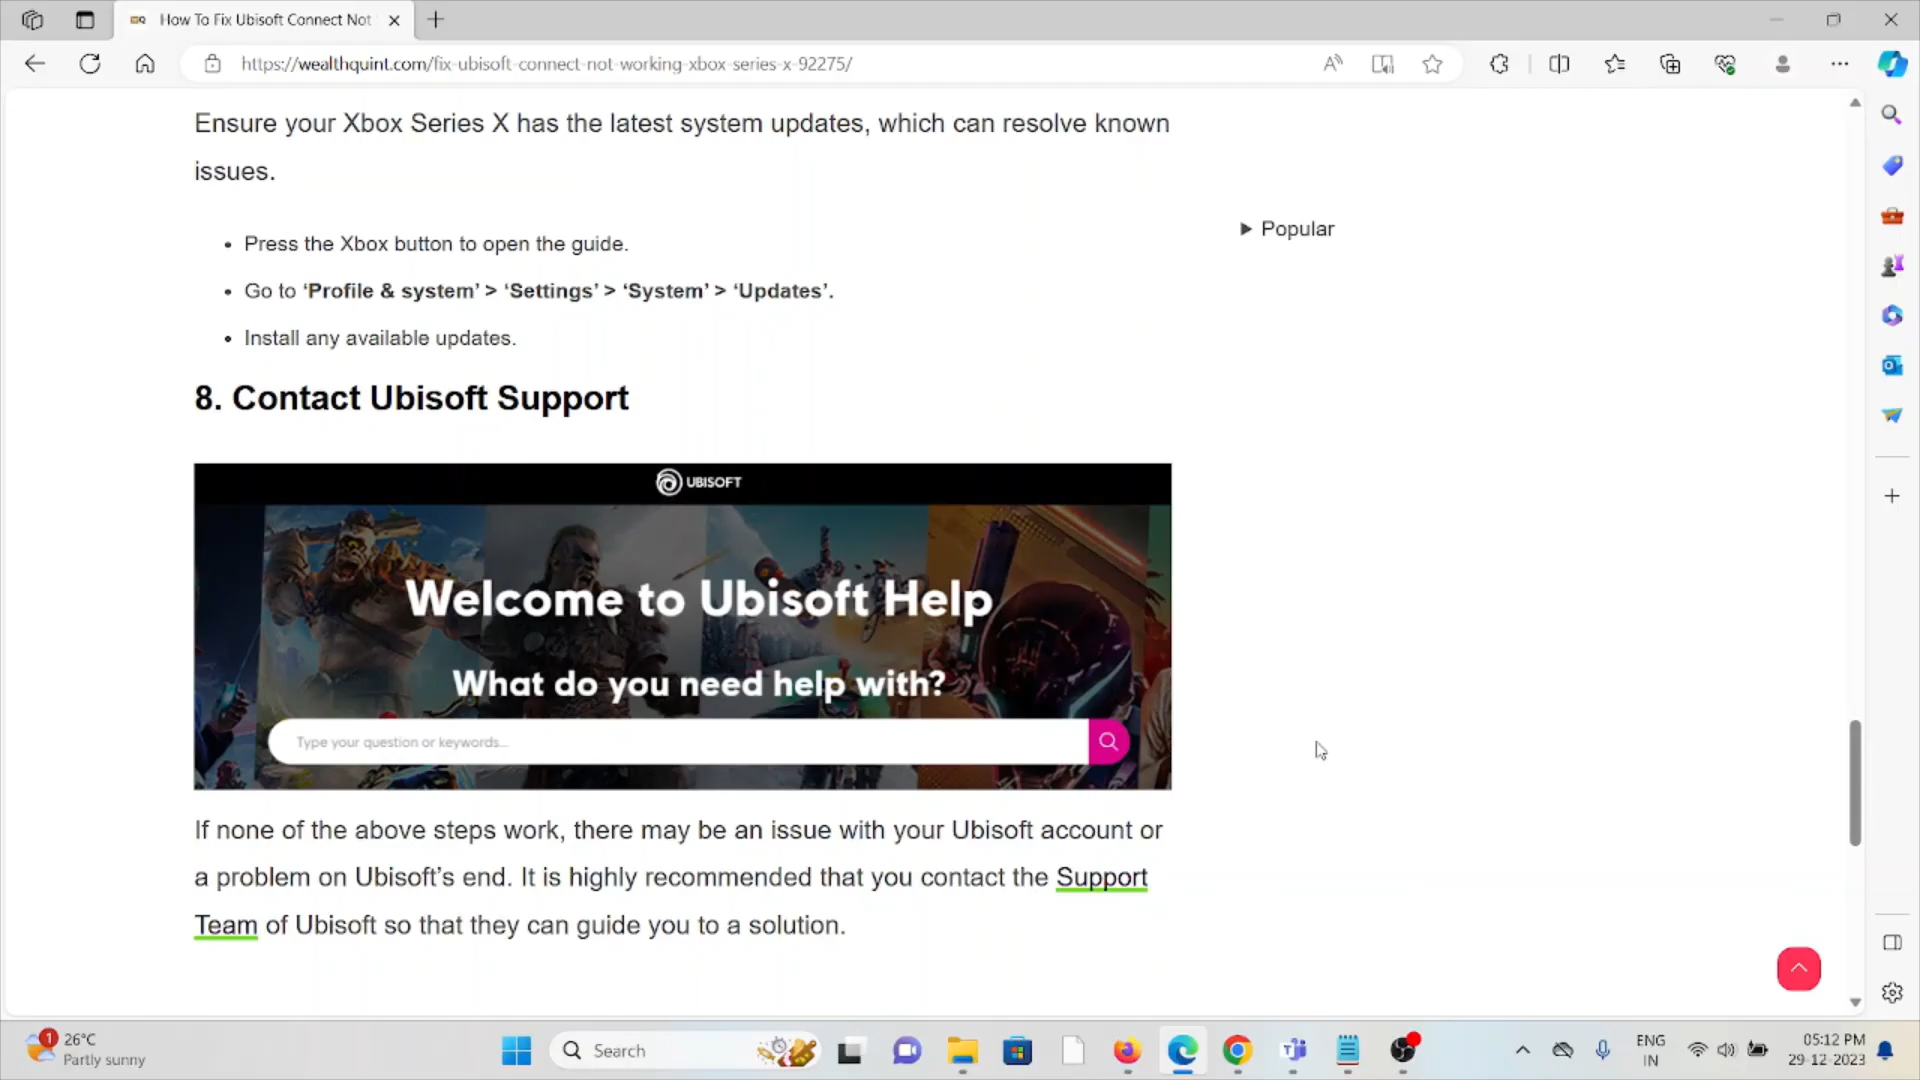 How To Fix Ubisoft Connect Not
https://wealthquint.com/fix-ubisoft-connect-not-working-xbox-series-x-92275/
Ensure your Xbox Series X has the latest system updates, which can resolve known
issues.
Popular
• Press the Xbox button to open the guide.
• Go to ‘Profile & system’ > ‘Settings’ > ‘System’ > ‘Updates’.
• Install any available updates.
8. Contact Ubisoft Support
UBISOFT
Welcome to Ubisoft Help
What do you need help with?
Type your question or keywords...
If none of the above steps work, there may be an issue with your Ubisoft account or
a problem on Ubisoft’s end. It is highly recommended that you contact the Support
Team of Ubisoft so that they can guide you to a solution.
1
26°C
Partly sunny
Search
ENG
IN
05:12 PM
29-12-2023